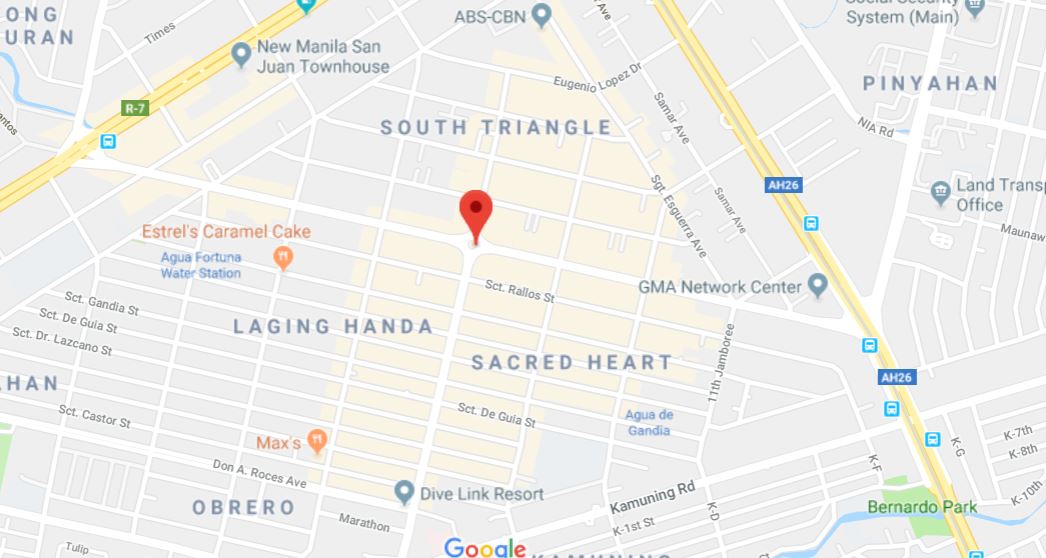 ONG
URAN
Times
ABS-CBN
Social Security
System (Main)
New Manila San
Juan Townhouse
Eugenio Lopez Dr
PINYAHAN
R-7
SOUTH TRIANGLE
Samar Ave
NIA Rd
antos
AH26
Sgt. Esguerra Ave
Samar Ave
Land Transp
Office
Maunaw
Estrel's Caramel Cake
Agua Fortuna
Water Station
Sct. Rallos St
GMA Network Center
Sct. Gandia St
Sct. De Guia St
Sct. Dr. Lazcano St
LAGING HANDA
SACRED HEART
11th Jamboree
AH26
HAN
Sct. Castor St
Sct. De Guia St
Agua de
Gandia
Max's
K-7th
K-8th
K-G
K-F
Don A. Roces Ave
Dive Link Resort
Kamuning Rd
K-10th
OBRERO
K-D
Bernardo Park
Marathon
K-1st St
Tulip
Google
KAMUNING